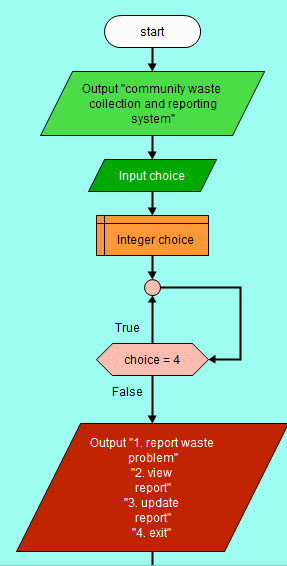 start
Output "community waste
collection and reporting
system"
Input choice
Integer choice
True
choice = 4
False
Output "1. report waste
problem"
"2. view
report"
"3. update
report"
"4. exit"